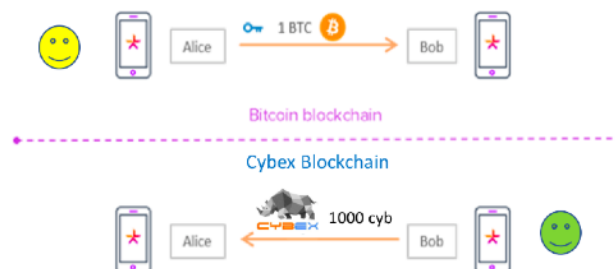 Alice 1 BTC Bob
Bitcoin blockchain
Cybex Blockchain
CYBEX 1000 cyb
Alice Bob